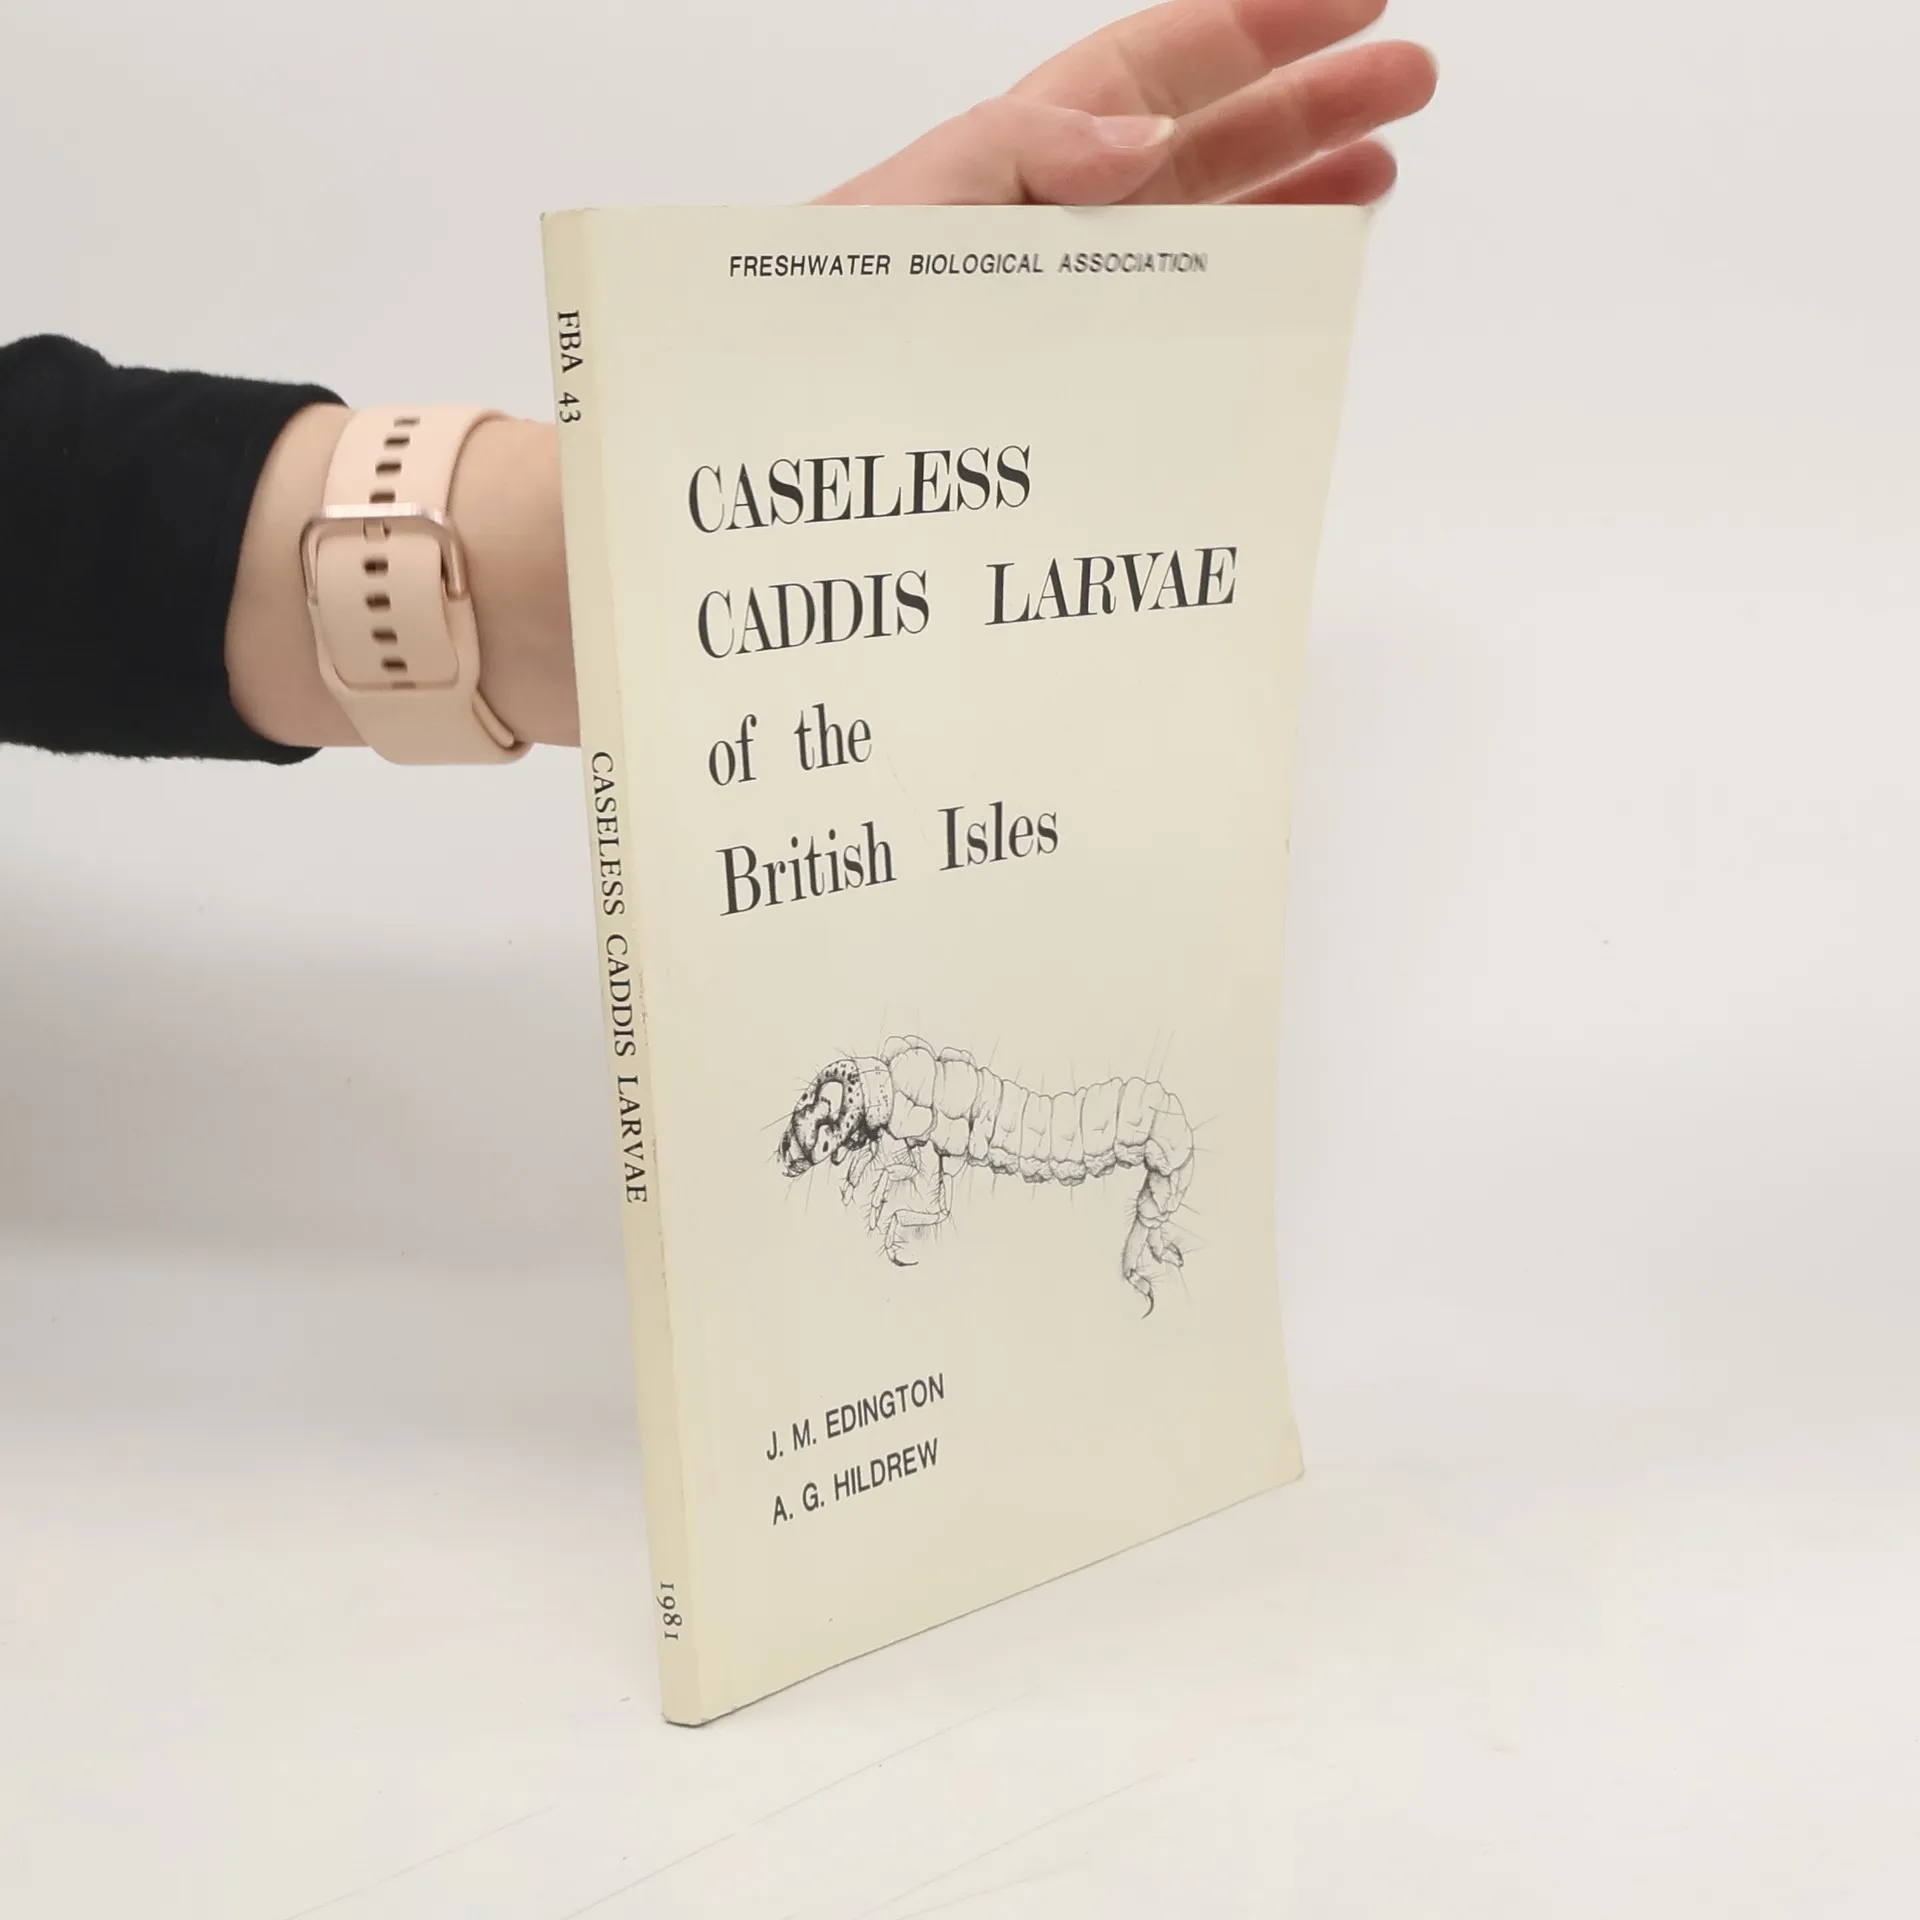 FRESHWATER BIOLOGICAL ASSOCIATION
CASELESS
CADDIS LARVAE
of the
British Isles
J. M. EDINGTON
A. G. HILDREW
FBA 43
CASELESS CADDIS LARVAE
1981